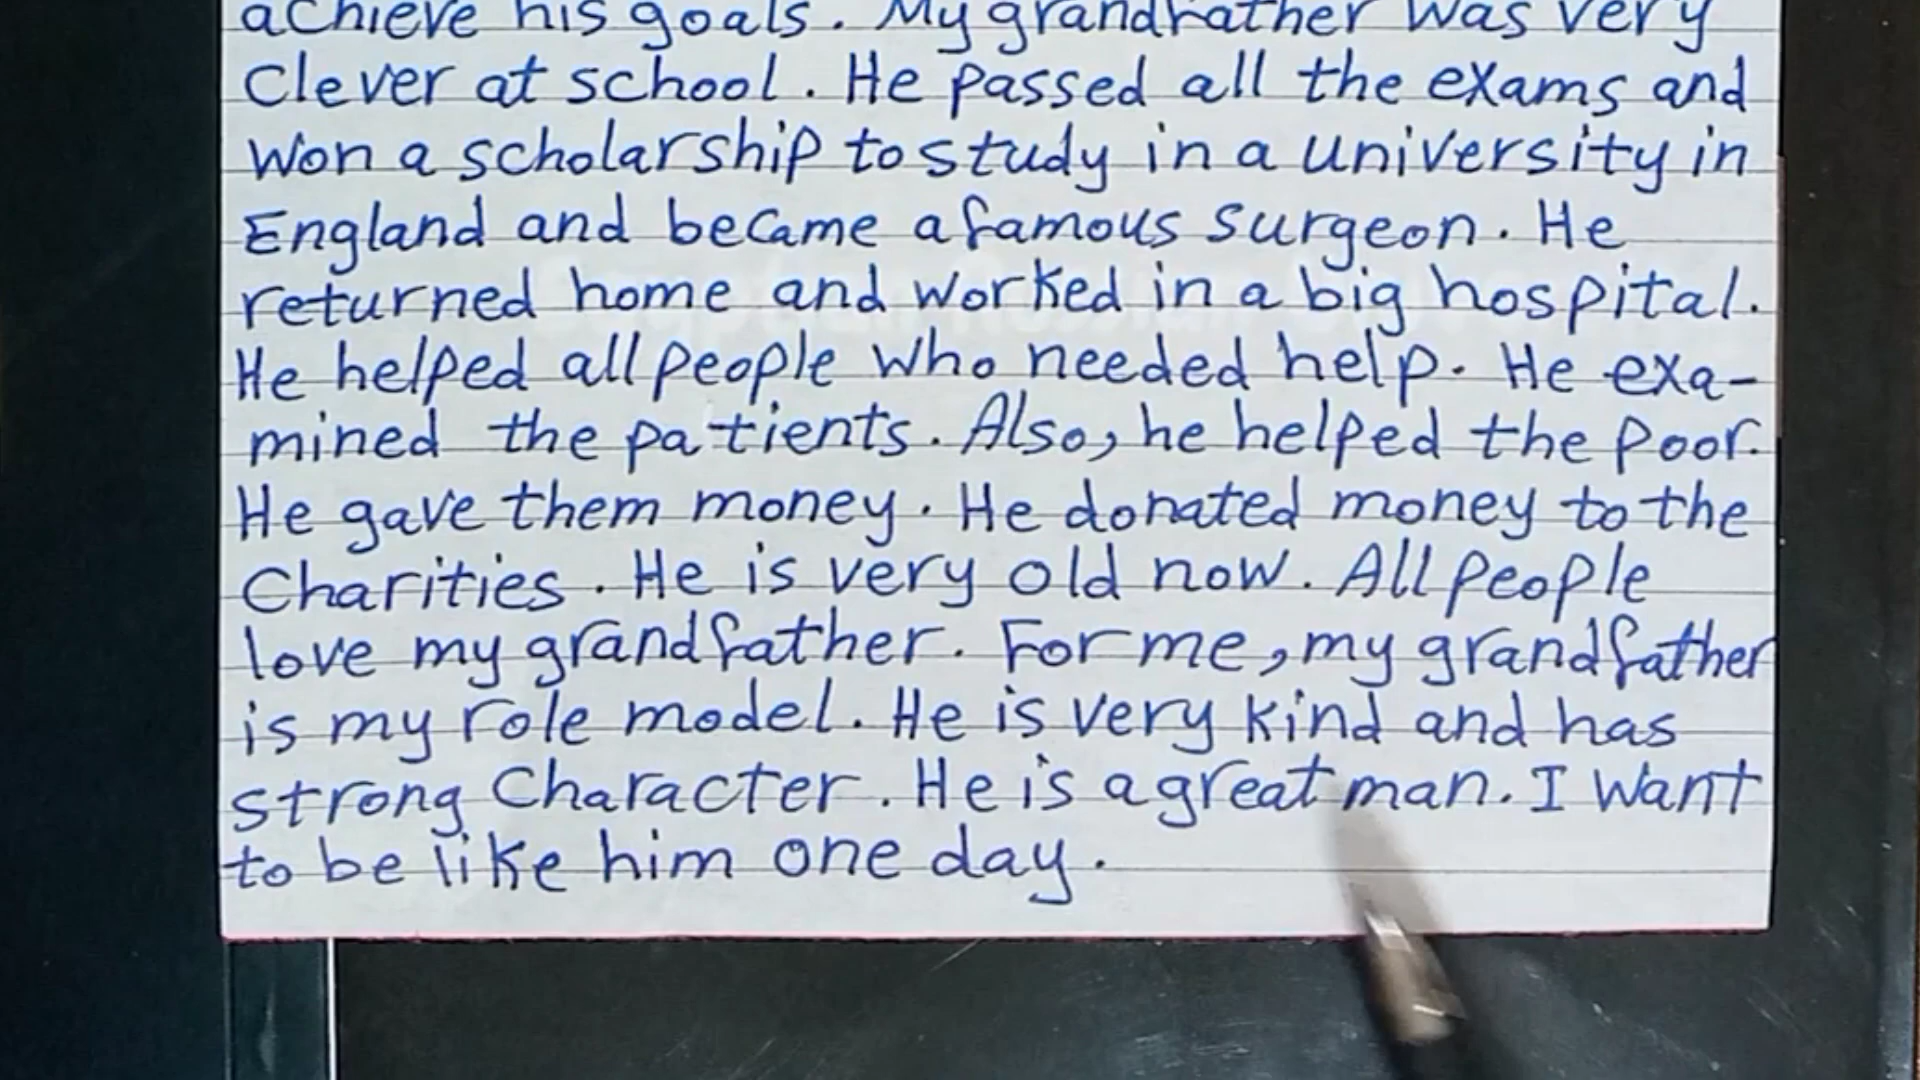 achieve his goals. My grandfather was very
Clever at school. He passed all the exams and
won a scholarship to study in a university in
England and became a famous surgeon. He
returned home and worked in a big hospital.
He helped all people who needed help. He exa-
mined the patients. Also, he helped the poor.
He gave them money. He donated money to the
Charities. He is very old now. All people
love my grandfather. For me, my grandfather
is my role model. He is very kind and has
strong Character. He is a great man. I want
to be like him one day.